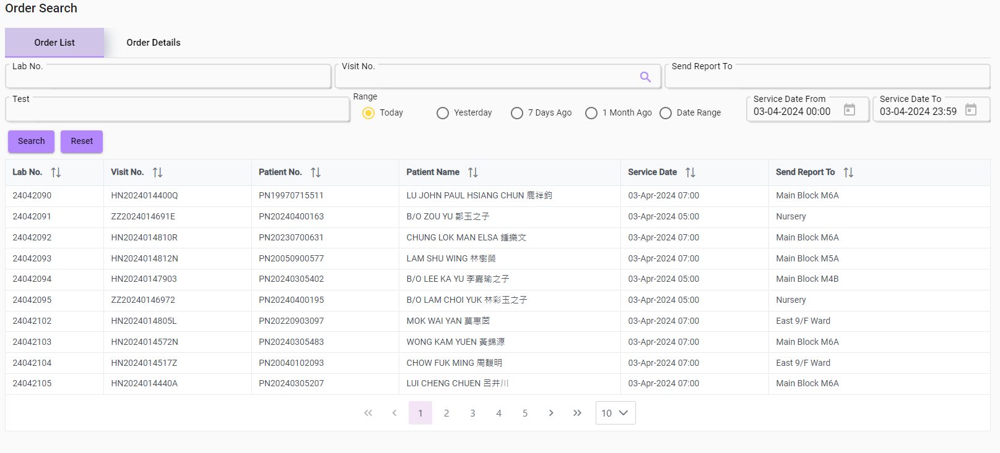 Order Search
Order List Order Details
Lab No. Visit No. Send Report To
Test Range Service Date From Service Date To
Today Yesterday 7 Days Ago 1 Month Ago Date Range 03-04-2024 00:00 03-04-2024 23:59
Search Reset
Lab No. Visit No. Patient No. Patient Name Service Date Send Report To
24042090 HN2024014400Q PN19970715511 LU JOHN PAUL HSIANG CHUN 鹿祥鈞 03-Apr-2024 07:00 Main Block M6A
24042091 ZZ2024014691E PN20240400163 B/O ZOU YU 鄒玉之子 03-Apr-2024 05:00 Nursery
24042092 HN2024014810R PN20230700631 CHUNG LOK MAN ELSA 鍾樂文 03-Apr-2024 07:00 Main Block M6A
24042093 HN2024014812N PN20050900577 LAM SHU WING 林樹榮 03-Apr-2024 07:00 Main Block M5A
24042094 HN20240147903 PN20240305402 B/O LEE KA YU 李嘉瑜之子 03-Apr-2024 05:00 Main Block M4B
24042095 ZZ20240146972 PN20240400195 B/O LAM CHOI YUK 林彩玉之子 03-Apr-2024 05:00 Nursery
24042102 HN2024014805L PN20220903097 MOK WAI YAN 莫惠茵 03-Apr-2024 07:00 East 9/F Ward
24042103 HN2024014572N PN20240305483 WONG KAM YUEN 黃錦源 03-Apr-2024 07:00 Main Block M6A
24042104 HN2024014517Z PN20040102093 CHOW FUK MING 周馥明 03-Apr-2024 07:00 East 9/F Ward
24042105 HN2024014440A PN20240305207 LUI CHENG CHUEN 呂井川 03-Apr-2024 07:00 Main Block M6A
1 2 3 4 5 10